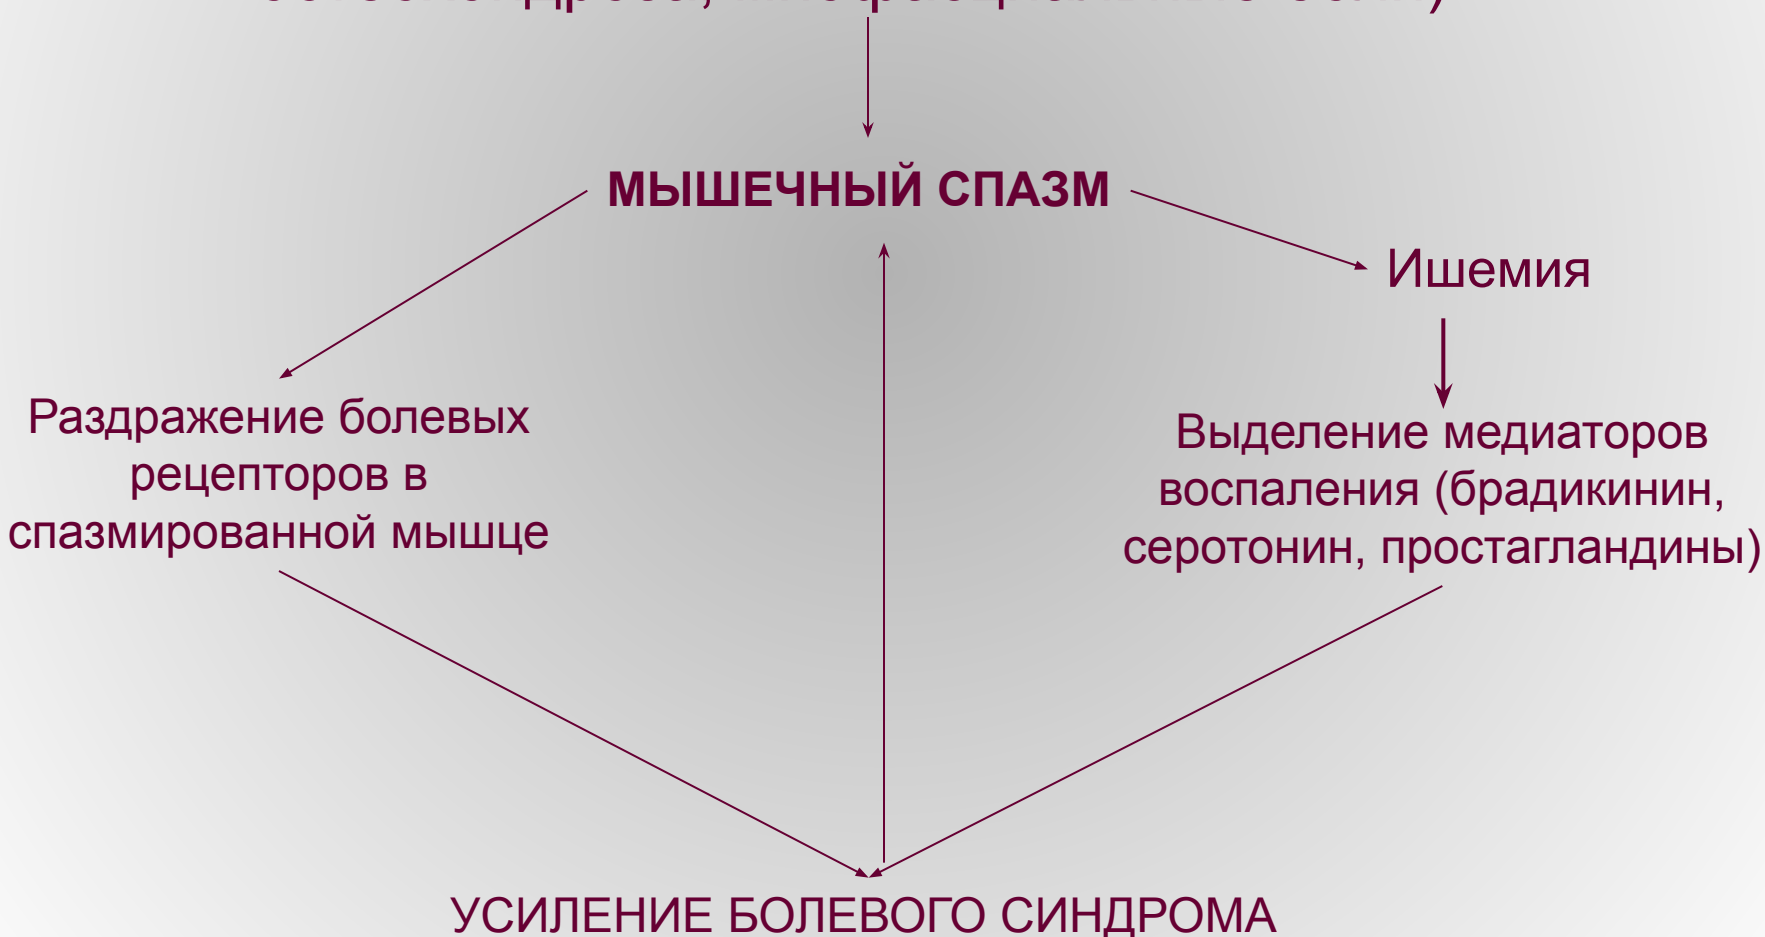 МЫШЕЧНЫЙ СПАЗМ
Ишемия
Раздражение болевых
рецепторов в
спазмированной мышце
Выделение медиаторов
воспаления (брадикинин,
серотонин, простагландины)
УСИЛЕНИЕ БОЛЕВОГО СИНДРОМА